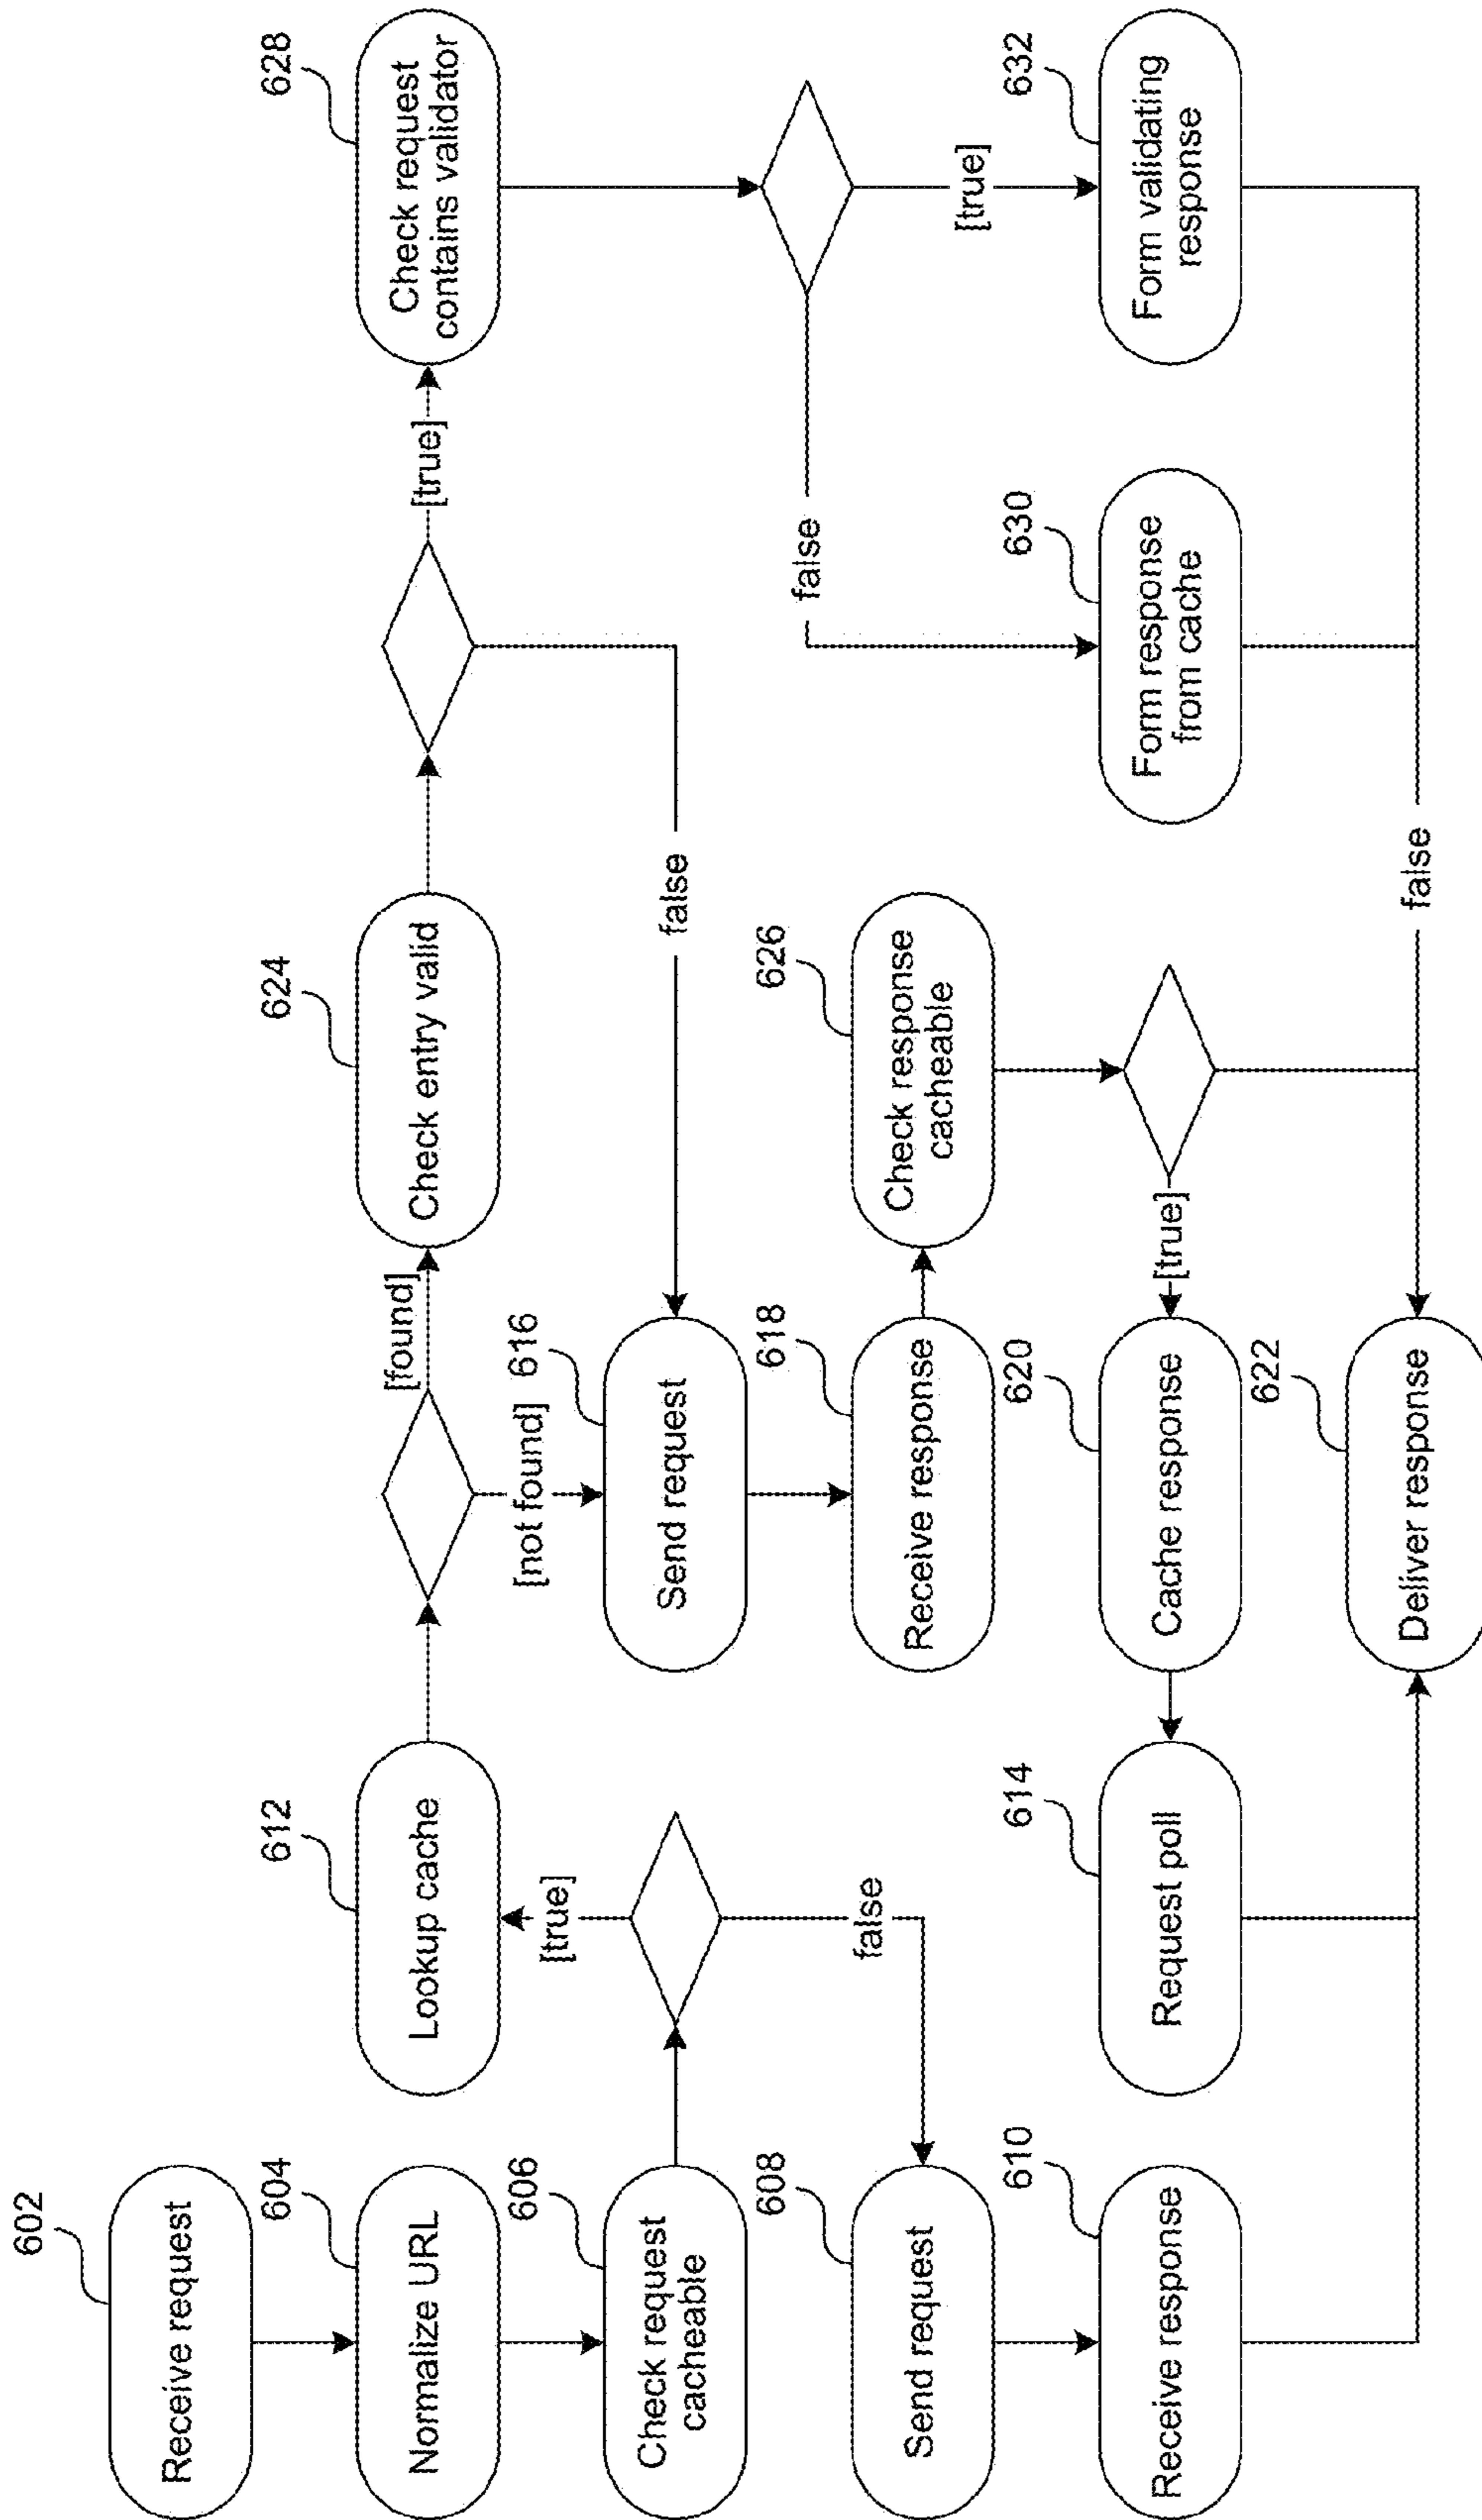 602
Receive request
604
Normalize URL
606
Check request
cacheable
608
Send request
610
Receive response
612
Lookup cache
[true]
false
614
Request poll
[found]
[not found]
616
Send request
618
Receive response
620
Cache response
622
Deliver response
624
Check entry valid
false
626
Check response
cacheable
[true]
false
[true]
628
Check request
contains validator
false
[true]
630
Form response
from cache
632
Form validating
response